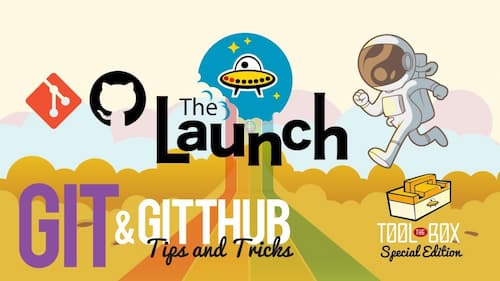 The
Launch
GIT & GITTHUB
Tips and Tricks
TOOL THE BOX
Special Edition